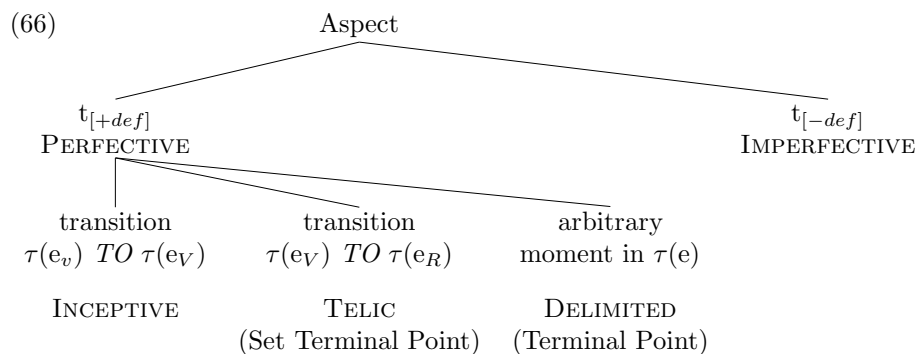 (66) Aspect
t[+def] t[−def]
PERFECTIVE IMPERFECTIVE
transition transition arbitrary
τ(ev) TO τ(eV) τ(eV) TO τ(eR) moment in τ(e)
INCEPTIVE TELIC DELIMITED
(Set Terminal Point) (Terminal Point)